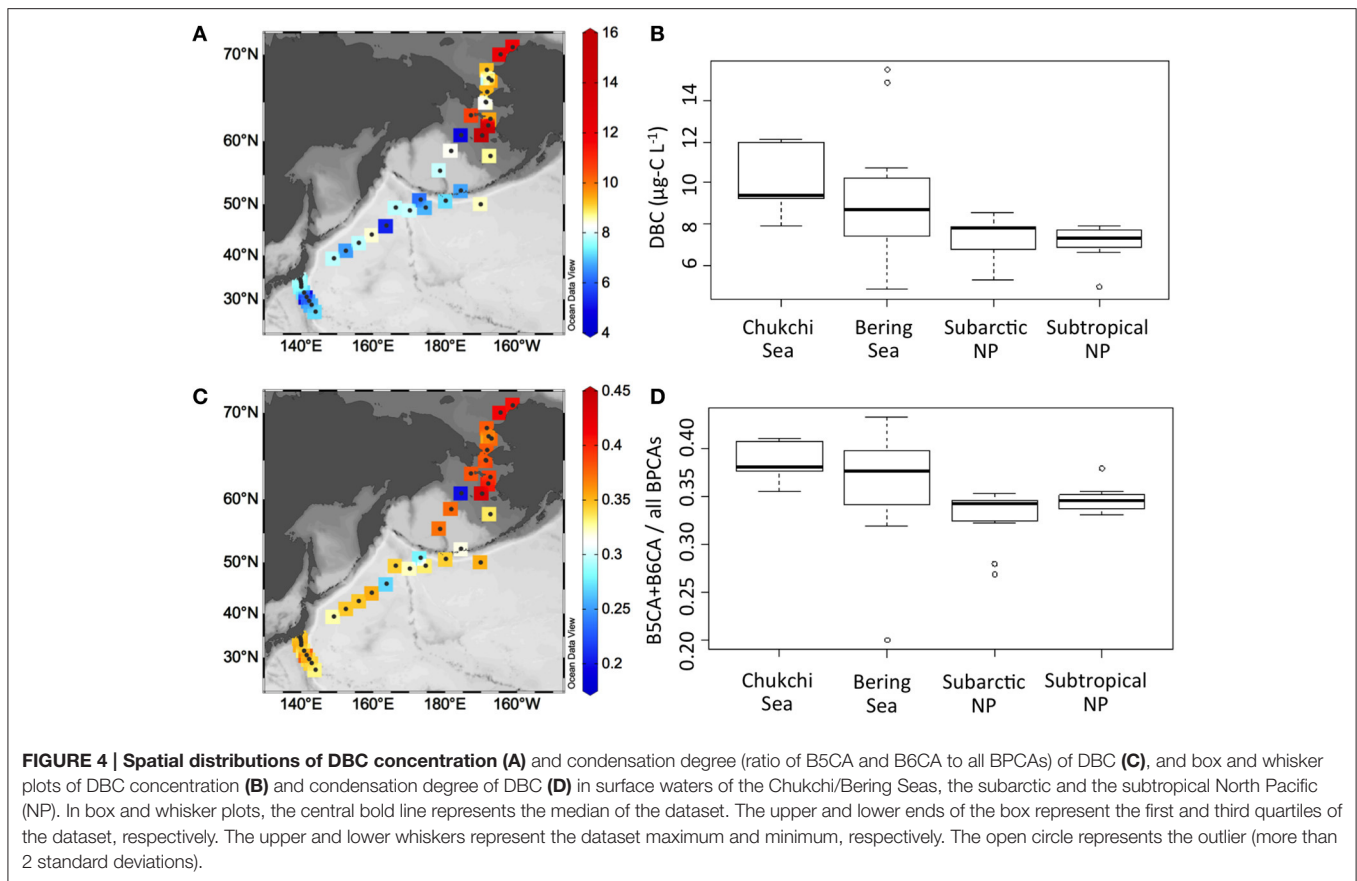 A
70°N
60°N
50°N
40°N
30°N
140°E 160°E 180°E 160°W
16
14
12
10
8
6
4
Ocean Data View
B
DBC (µg-C L⁻¹)
14
12
10
8
6
Chukchi Sea
Bering Sea
Subarctic NP
Subtropical NP
C
70°N
60°N
50°N
40°N
30°N
140°E 160°E 180°E 160°W
0.45
0.4
0.35
0.3
0.25
0.2
Ocean Data View
D
B5CA+B6CA / all BPCAs
0.40
0.35
0.30
0.25
0.20
Chukchi Sea
Bering Sea
Subarctic NP
Subtropical NP
FIGURE 4 | Spatial distributions of DBC concentration (A) and condensation degree (ratio of B5CA and B6CA to all BPCAs) of DBC (C), and box and whisker
plots of DBC concentration (B) and condensation degree of DBC (D) in surface waters of the Chukchi/Bering Seas, the subarctic and the subtropical North Pacific
(NP). In box and whisker plots, the central bold line represents the median of the dataset. The upper and lower ends of the box represent the first and third quartiles of
the dataset, respectively. The upper and lower whiskers represent the dataset maximum and minimum, respectively. The open circle represents the outlier (more than
2 standard deviations).